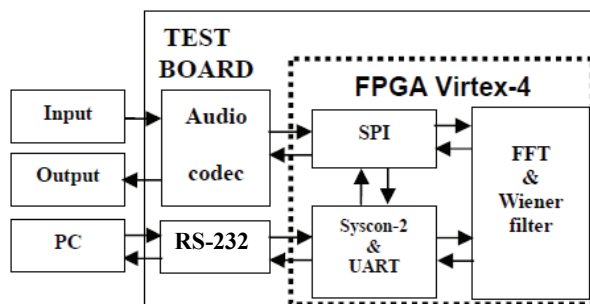 TEST
BOARD
FPGA Virtex-4
Input
Output
PC
Audio
codec
RS-232
SPI
Syscon-2
&
UART
FFT
&
Wiener
filter